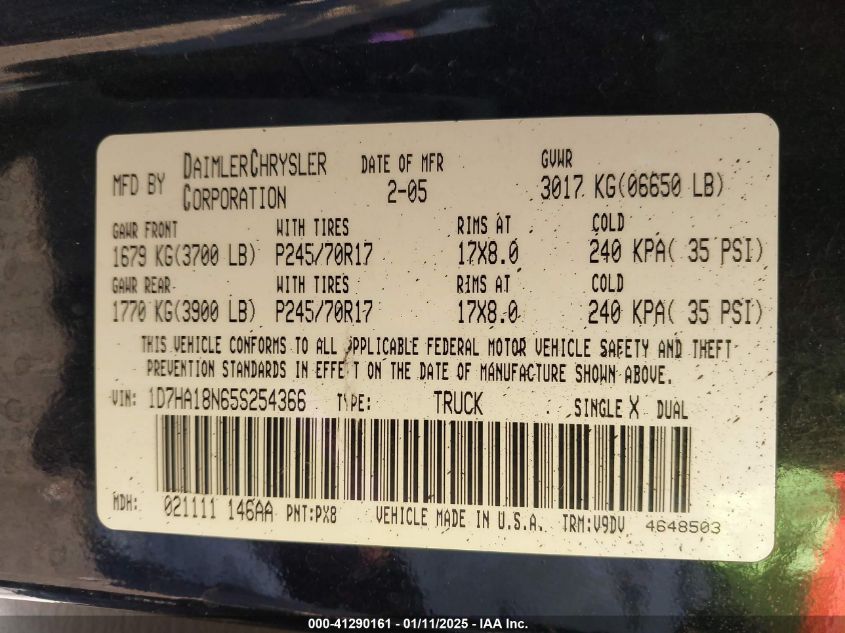 MFD BY DAIMLERCHRYSLER CORPORATION DATE OF MFR 2-05 GVWR 3017 KG(06650 LB)
GAWR FRONT WITH TIRES RIMS AT COLD
1679 KG(3700 LB) P245/70R17 17X8.0 240 KPA( 35 PSI)
GAWR REAR WITH TIRES RIMS AT COLD
1770 KG(3900 LB) P245/70R17 17X8.0 240 KPA( 35 PSI)
THIS VEHICLE CONFORMS TO ALL APPLICABLE FEDERAL MOTOR VEHICLE SAFETY AND THEFT
PREVENTION STANDARDS IN EFFECT ON THE DATE OF MANUFACTURE SHOWN ABOVE.
VIN: 1D7HA18N65S254366 TYPE: TRUCK SINGLE X DUAL
MDH: 021111 146AA PNT:PX8 VEHICLE MADE IN U.S.A. TRM:V9DV 4648503
000-41290161 - 01/11/2025 - IAA Inc.